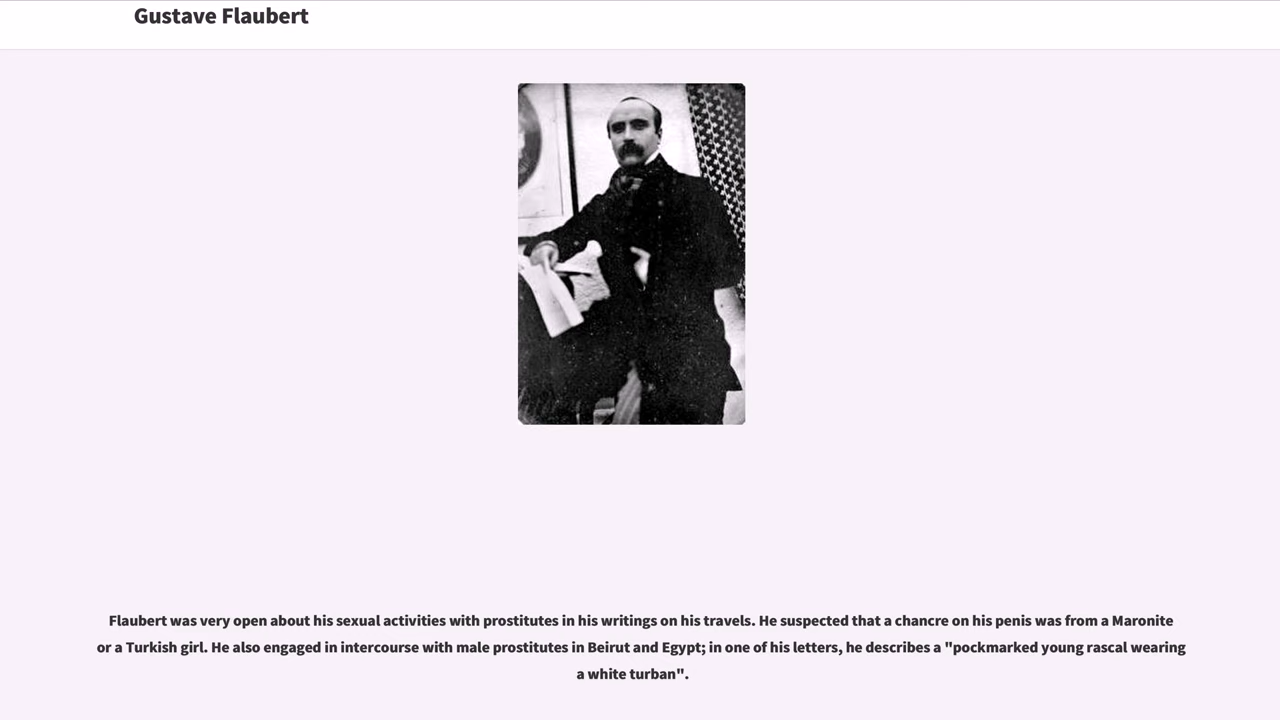 Gustave Flaubert
Flaubert was very open about his sexual activities with prostitutes in his writings on his travels. He suspected that a chancre on his penis was from a Maronite
or a Turkish girl. He also engaged in intercourse with male prostitutes in Beirut and Egypt; in one of his letters, he describes a "pockmarked young rascal wearing
a white turban".